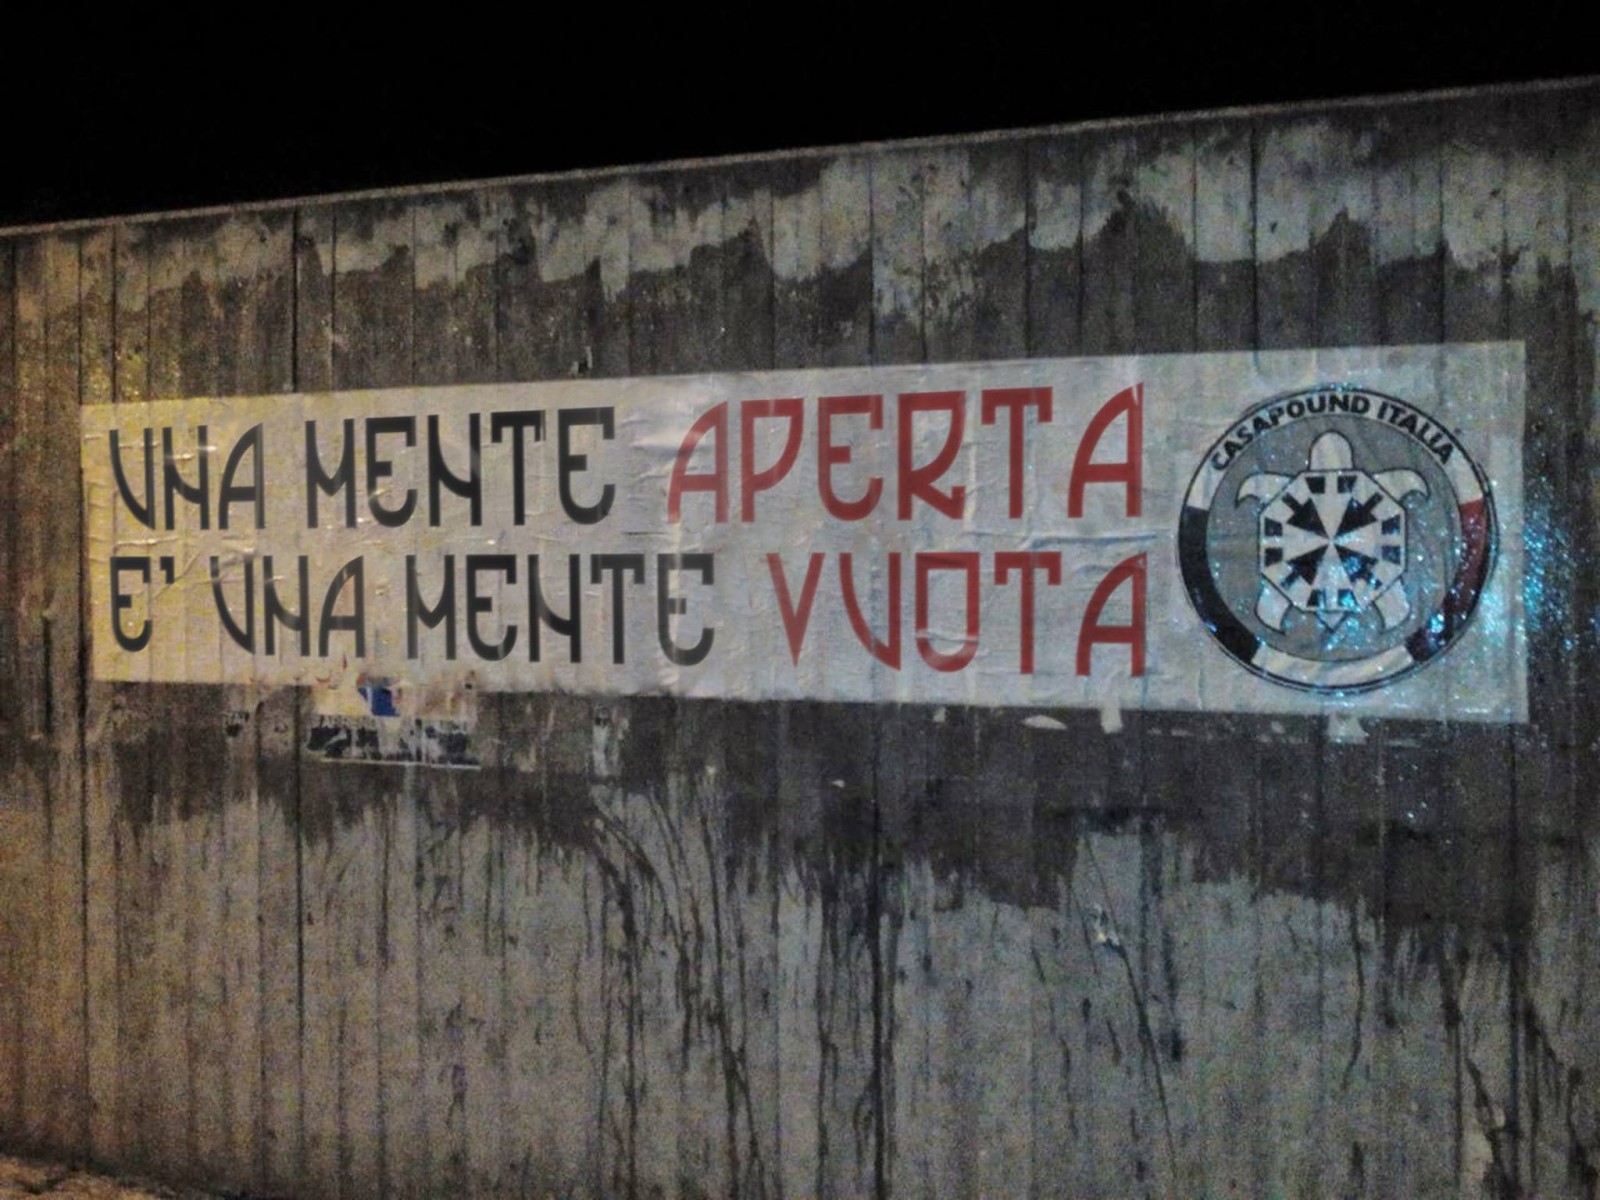 UNA MENTE APERTA
E' UNA MENTE VUOTA
CASAPOUND ITALIA